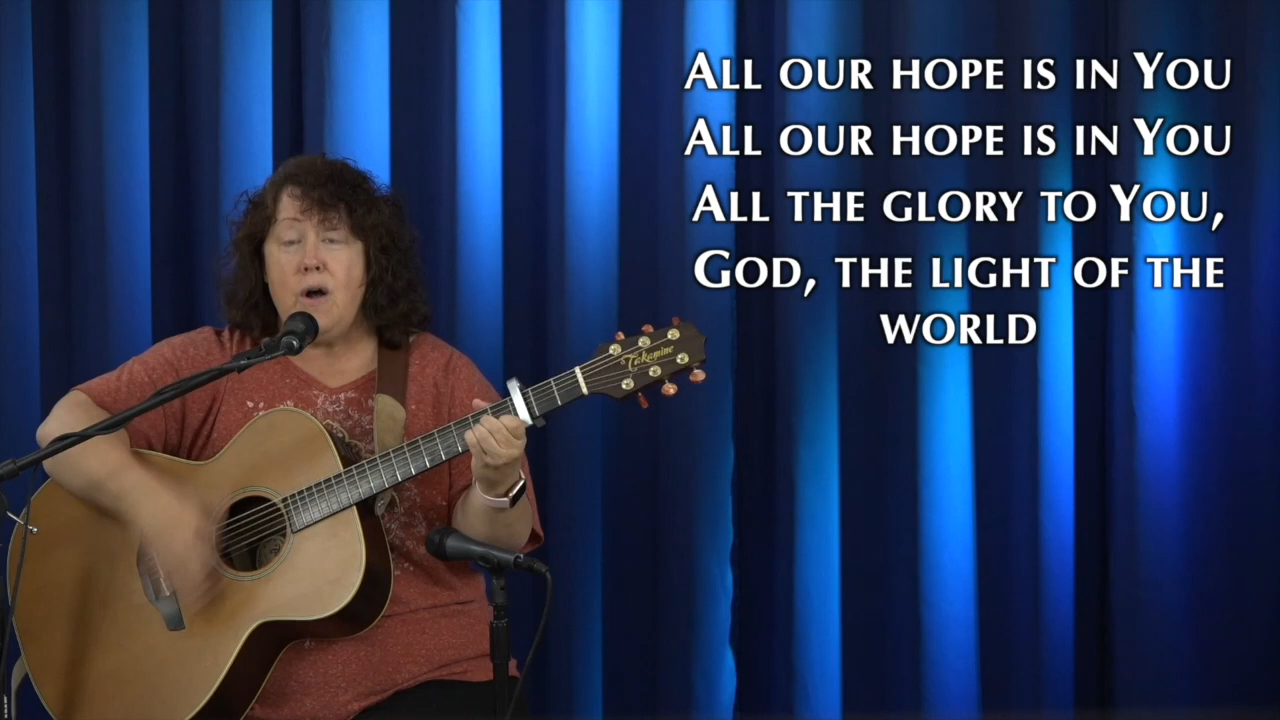 All our hope is in You
All our hope is in You
All the glory to You,
God, the light of the
world
Takamine